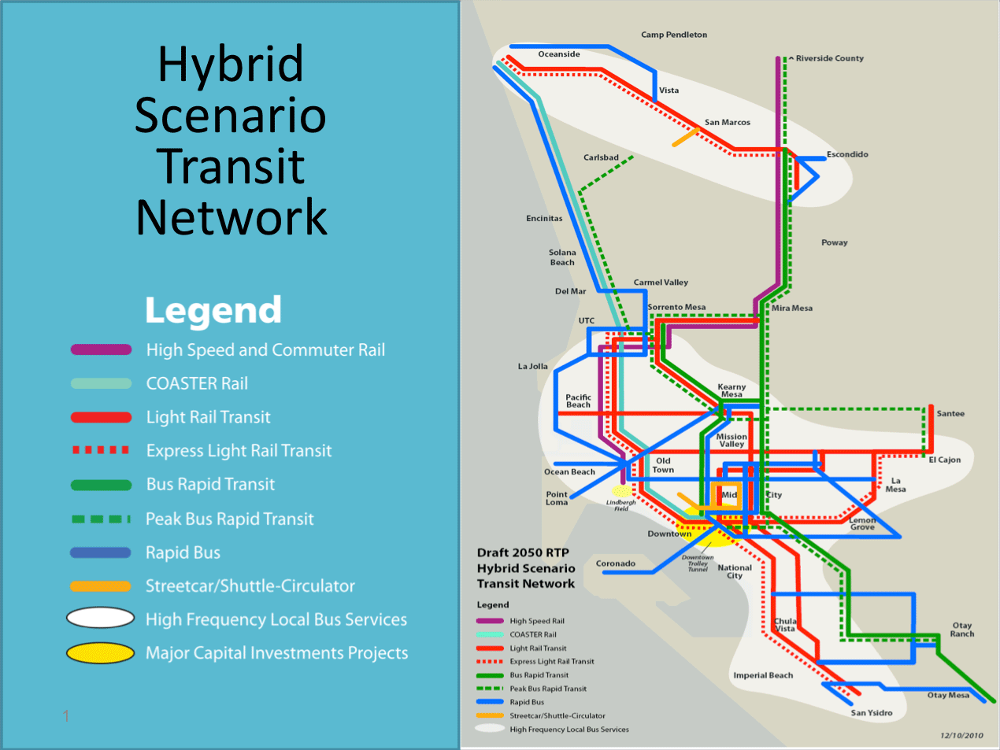 Hybrid
Scenario
Transit
Network
Legend
High Speed and Commuter Rail
COASTER Rail
Light Rail Transit
Express Light Rail Transit
Bus Rapid Transit
Peak Bus Rapid Transit
Rapid Bus
Streetcar/Shuttle-Circulator
High Frequency Local Bus Services
Major Capital Investments Projects
1
Camp Pendleton
Oceanside
^ Riverside County
Vista
San Marcos
Carlsbad
Escondido
Encinitas
Poway
Solana
Beach
Del Mar
Carmel Valley
Sorrento Mesa
Mira Mesa
UTC
La Jolla
Kearny
Mesa
Pacific
Beach
Santee
Mission
Valley
El Cajon
Old
Town
Ocean Beach
La
Mesa
Point
Loma
Mid City
Lindbergh
Field
Lemon
Grove
Downtown
Downtown
Trolley
Tunnel
Coronado
National
City
Draft 2050 RTP
Hybrid Scenario
Transit Network
Legend
High Speed Rail
COASTER Rail
Light Rail Transit
Express Light Rail Transit
Bus Rapid Transit
Peak Bus Rapid Transit
Rapid Bus
Streetcar/Shuttle-Circulator
High Frequency Local Bus Services
Chula
Vista
Otay
Ranch
Imperial Beach
Otay Mesa
San Ysidro
12/10/2010